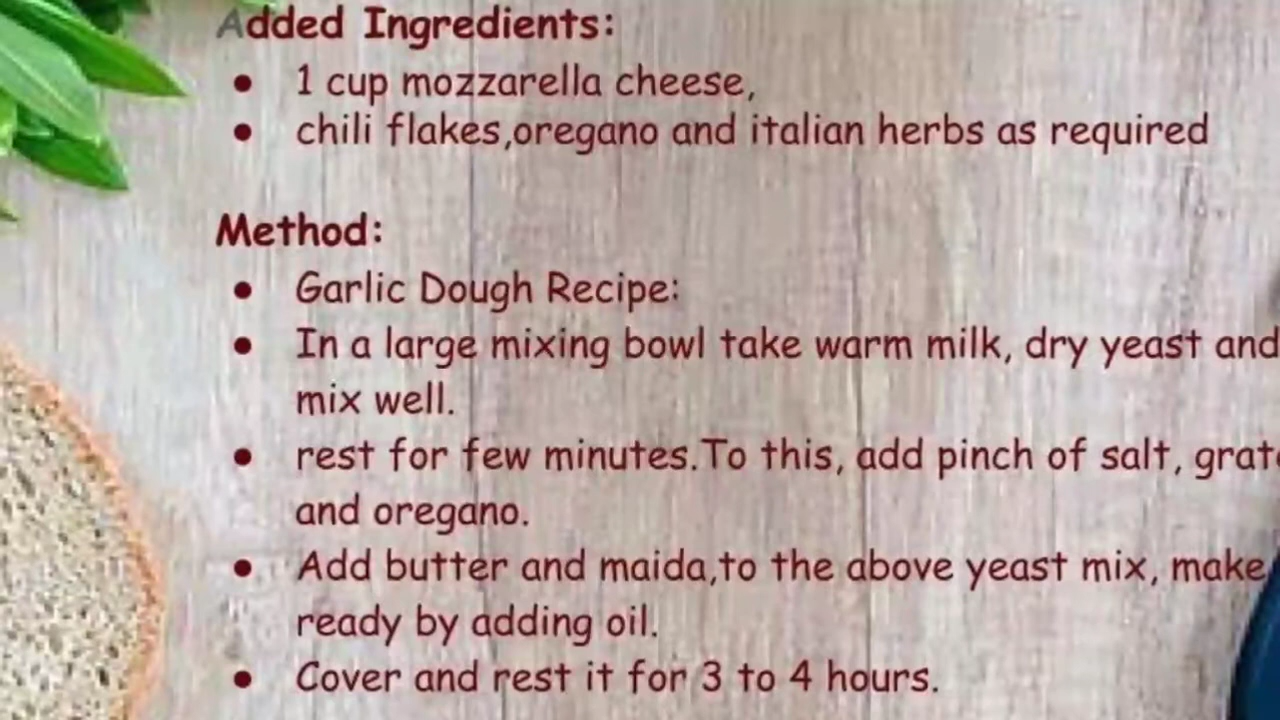 Added Ingredients:
● 1 cup mozzarella cheese,
● chili flakes,oregano and italian herbs as required
Method:
● Garlic Dough Recipe:
● In a large mixing bowl take warm milk, dry yeast and
mix well.
● rest for few minutes.To this, add pinch of salt,
and oregano.
● Add butter and maida,to the above yeast mix, make
ready by adding oil.
● Cover and rest it for 3 to 4 hours.